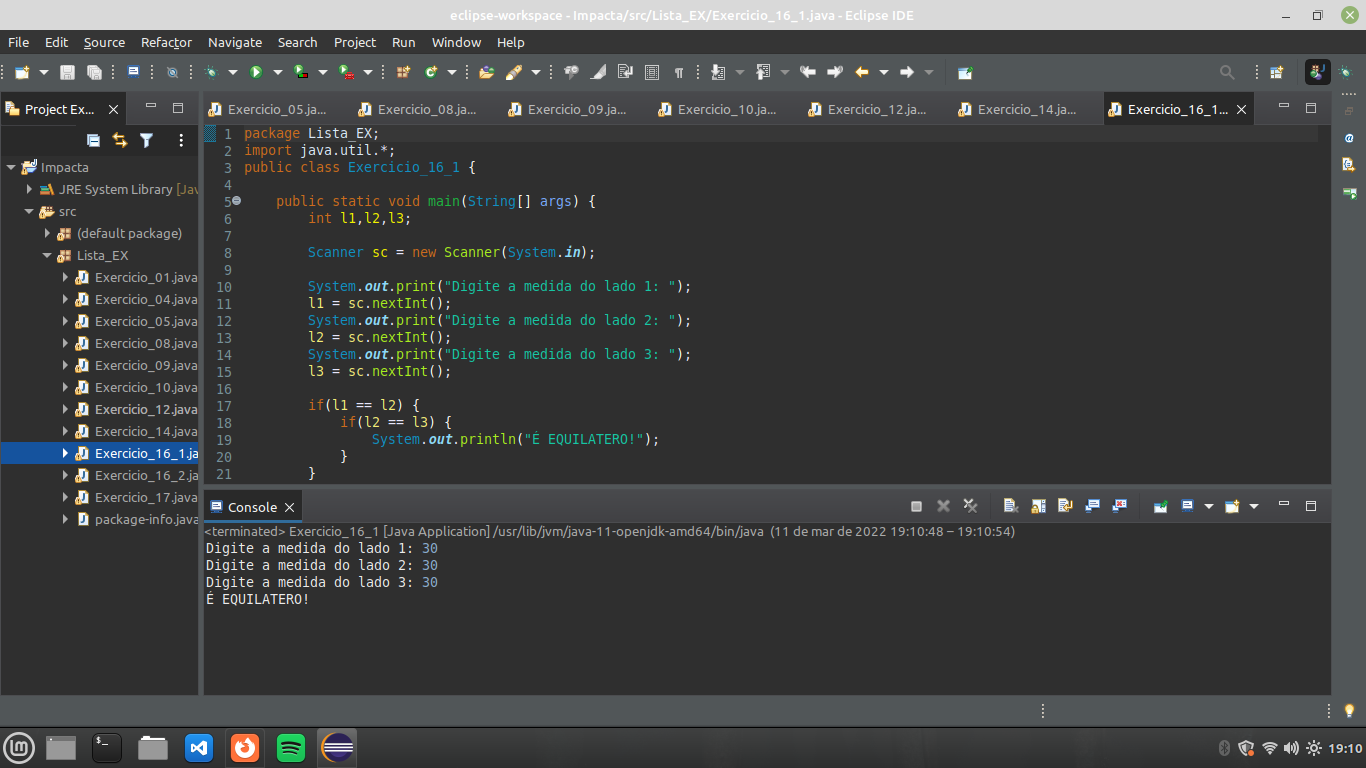 eclipse-workspace - Impacta/src/Lista_EX/Exercicio_16_1.java - Eclipse IDE
File Edit Source Refactor Navigate Search Project Run Window Help
Project Ex...
Exercicio_05.ja... Exercicio_08.ja... Exercicio_09.ja... Exercicio_10.ja... Exercicio_12.ja... Exercicio_14.ja... Exercicio_16_1...
Impacta
JRE System Library [Jav
src
(default package)
Lista_EX
Exercicio_01.java
Exercicio_04.java
Exercicio_05.java
Exercicio_08.java
Exercicio_09.java
Exercicio_10.java
Exercicio_12.java
Exercicio_14.java
Exercicio_16_1.ja
Exercicio_16_2.ja
Exercicio_17.java
package-info.java
1 package Lista_EX;
2 import java.util.*;
3 public class Exercicio_16_1 {
4
5 public static void main(String[] args) {
6 int l1,l2,l3;
7
8 Scanner sc = new Scanner(System.in);
9
10 System.out.print("Digite a medida do lado 1: ");
11 l1 = sc.nextInt();
12 System.out.print("Digite a medida do lado 2: ");
13 l2 = sc.nextInt();
14 System.out.print("Digite a medida do lado 3: ");
15 l3 = sc.nextInt();
16
17 if(l1 == l2) {
18 if(l2 == l3) {
19 System.out.println("É EQUILATERO!");
20 }
21 }
Console
<terminated> Exercicio_16_1 [Java Application] /usr/lib/jvm/java-11-openjdk-amd64/bin/java (11 de mar de 2022 19:10:48 – 19:10:54)
Digite a medida do lado 1: 30
Digite a medida do lado 2: 30
Digite a medida do lado 3: 30
É EQUILATERO!
19:10